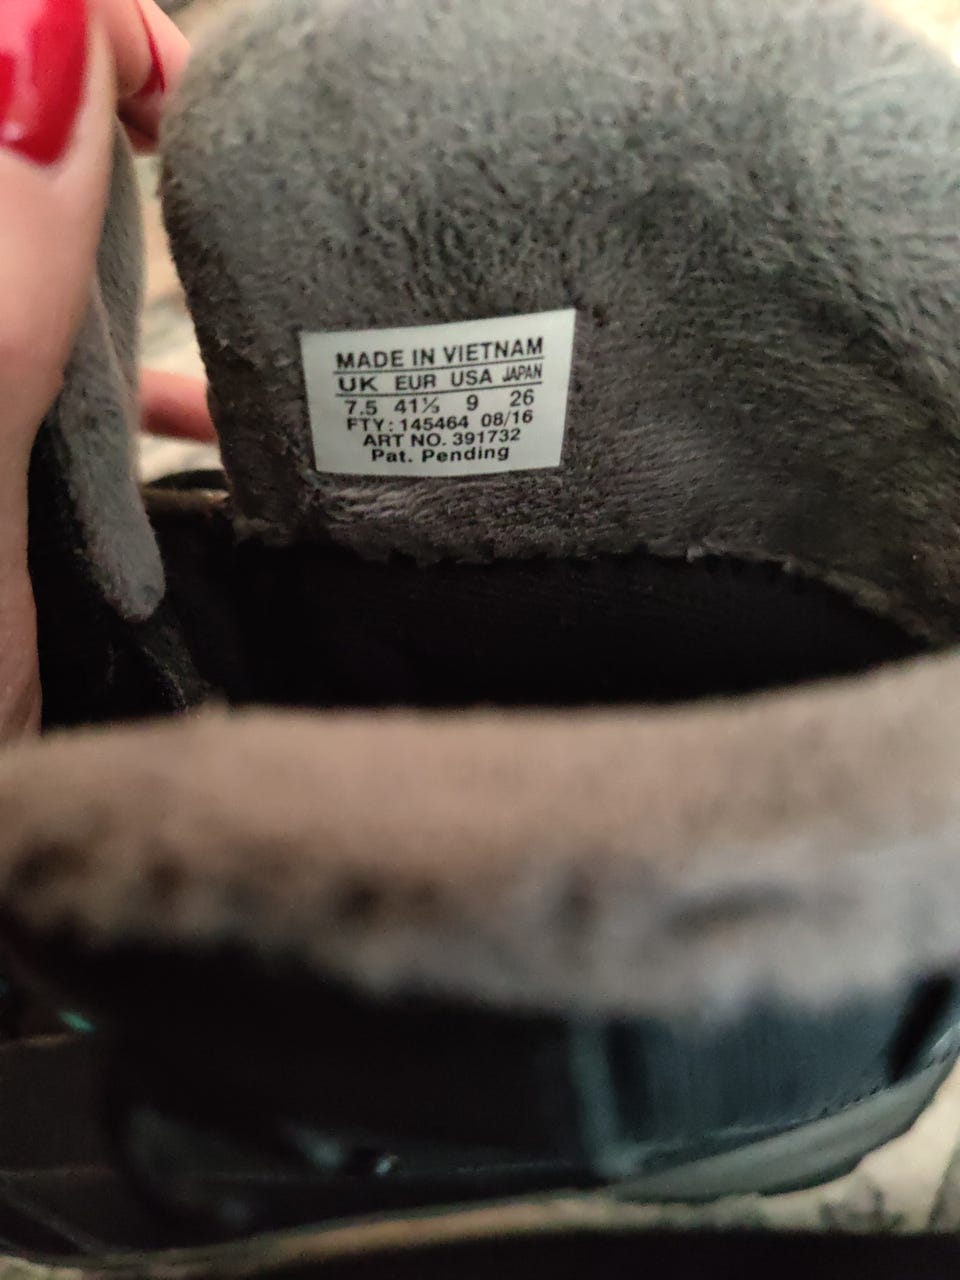 MADE IN VIETNAM
UK EUR USA JAPAN
7.5 41⅓ 9 26
FTY: 145464 08/16
ART NO. 391732
Pat. Pending